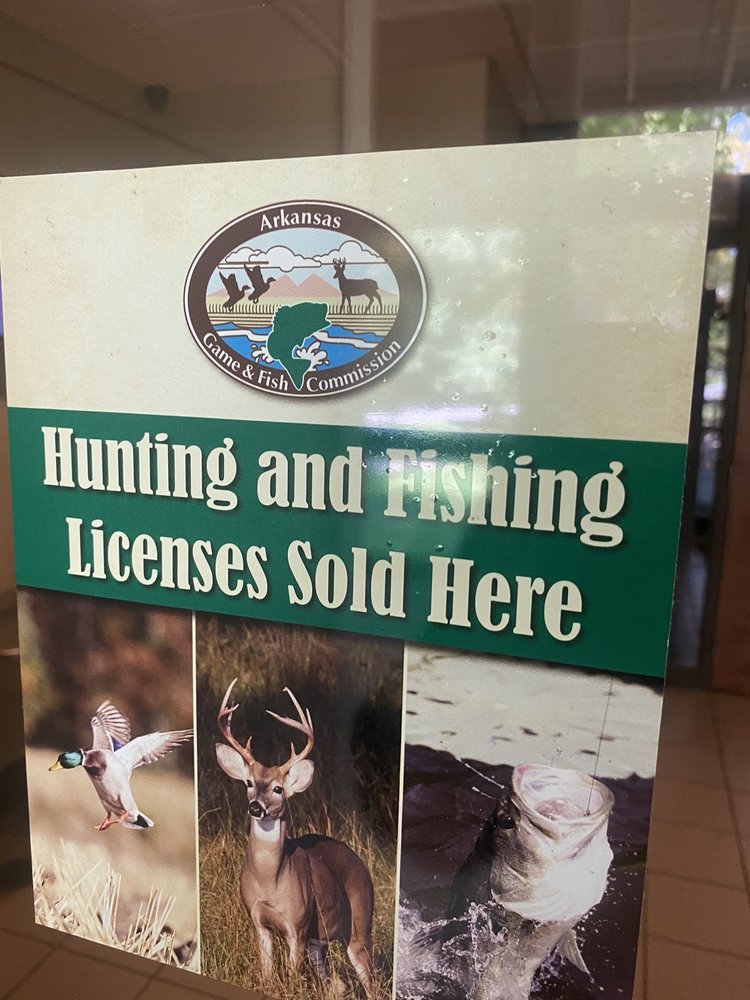 Arkansas
Game & Fish Commission
Hunting and Fishing
Licenses Sold Here